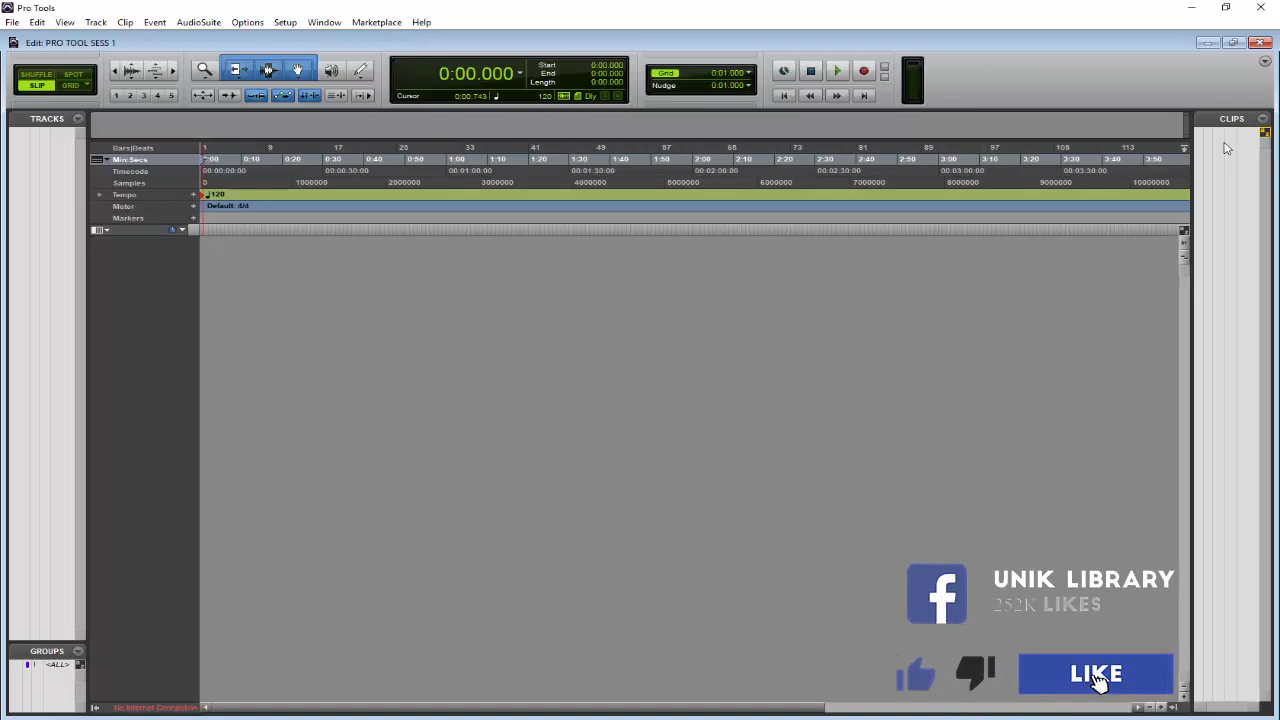 Pro Tools
File Edit View Track Clip Event AudioSuite Options Setup Window Marketplace Help
Edit: PRO TOOL SESS 1
SHUFFLE SPOT
SLIP GRID
1 2 3 4 5
0:00.000
Start 0:00.000
End 0:00.000
Length 0:00.000
Cursor 0:00.743 120 Dly
Grid 0:01.000
Nudge 0:01.000
TRACKS
CLIPS
Bars|Beats 1 9 17 25 33 41 49 57 65 73 81 89 97 105 113
Min:Secs 0:00 0:10 0:20 0:30 0:40 0:50 1:00 1:10 1:20 1:30 1:40 1:50 2:00 2:10 2:20 2:30 2:40 2:50 3:00 3:10 3:20 3:30 3:40 3:50
Timecode 00:00:00:00 00:00:30:00 00:01:00:00 00:01:30:00 00:02:00:00 00:02:30:00 00:03:00:00 00:03:30:00
Samples 0 1000000 2000000 3000000 4000000 5000000 6000000 7000000 8000000 9000000 10000000
Tempo 120
Meter Default: 4/4
Markers
UNIK LIBRARY
252K LIKES
LIKE
GROUPS
<ALL>
No Internet Connection